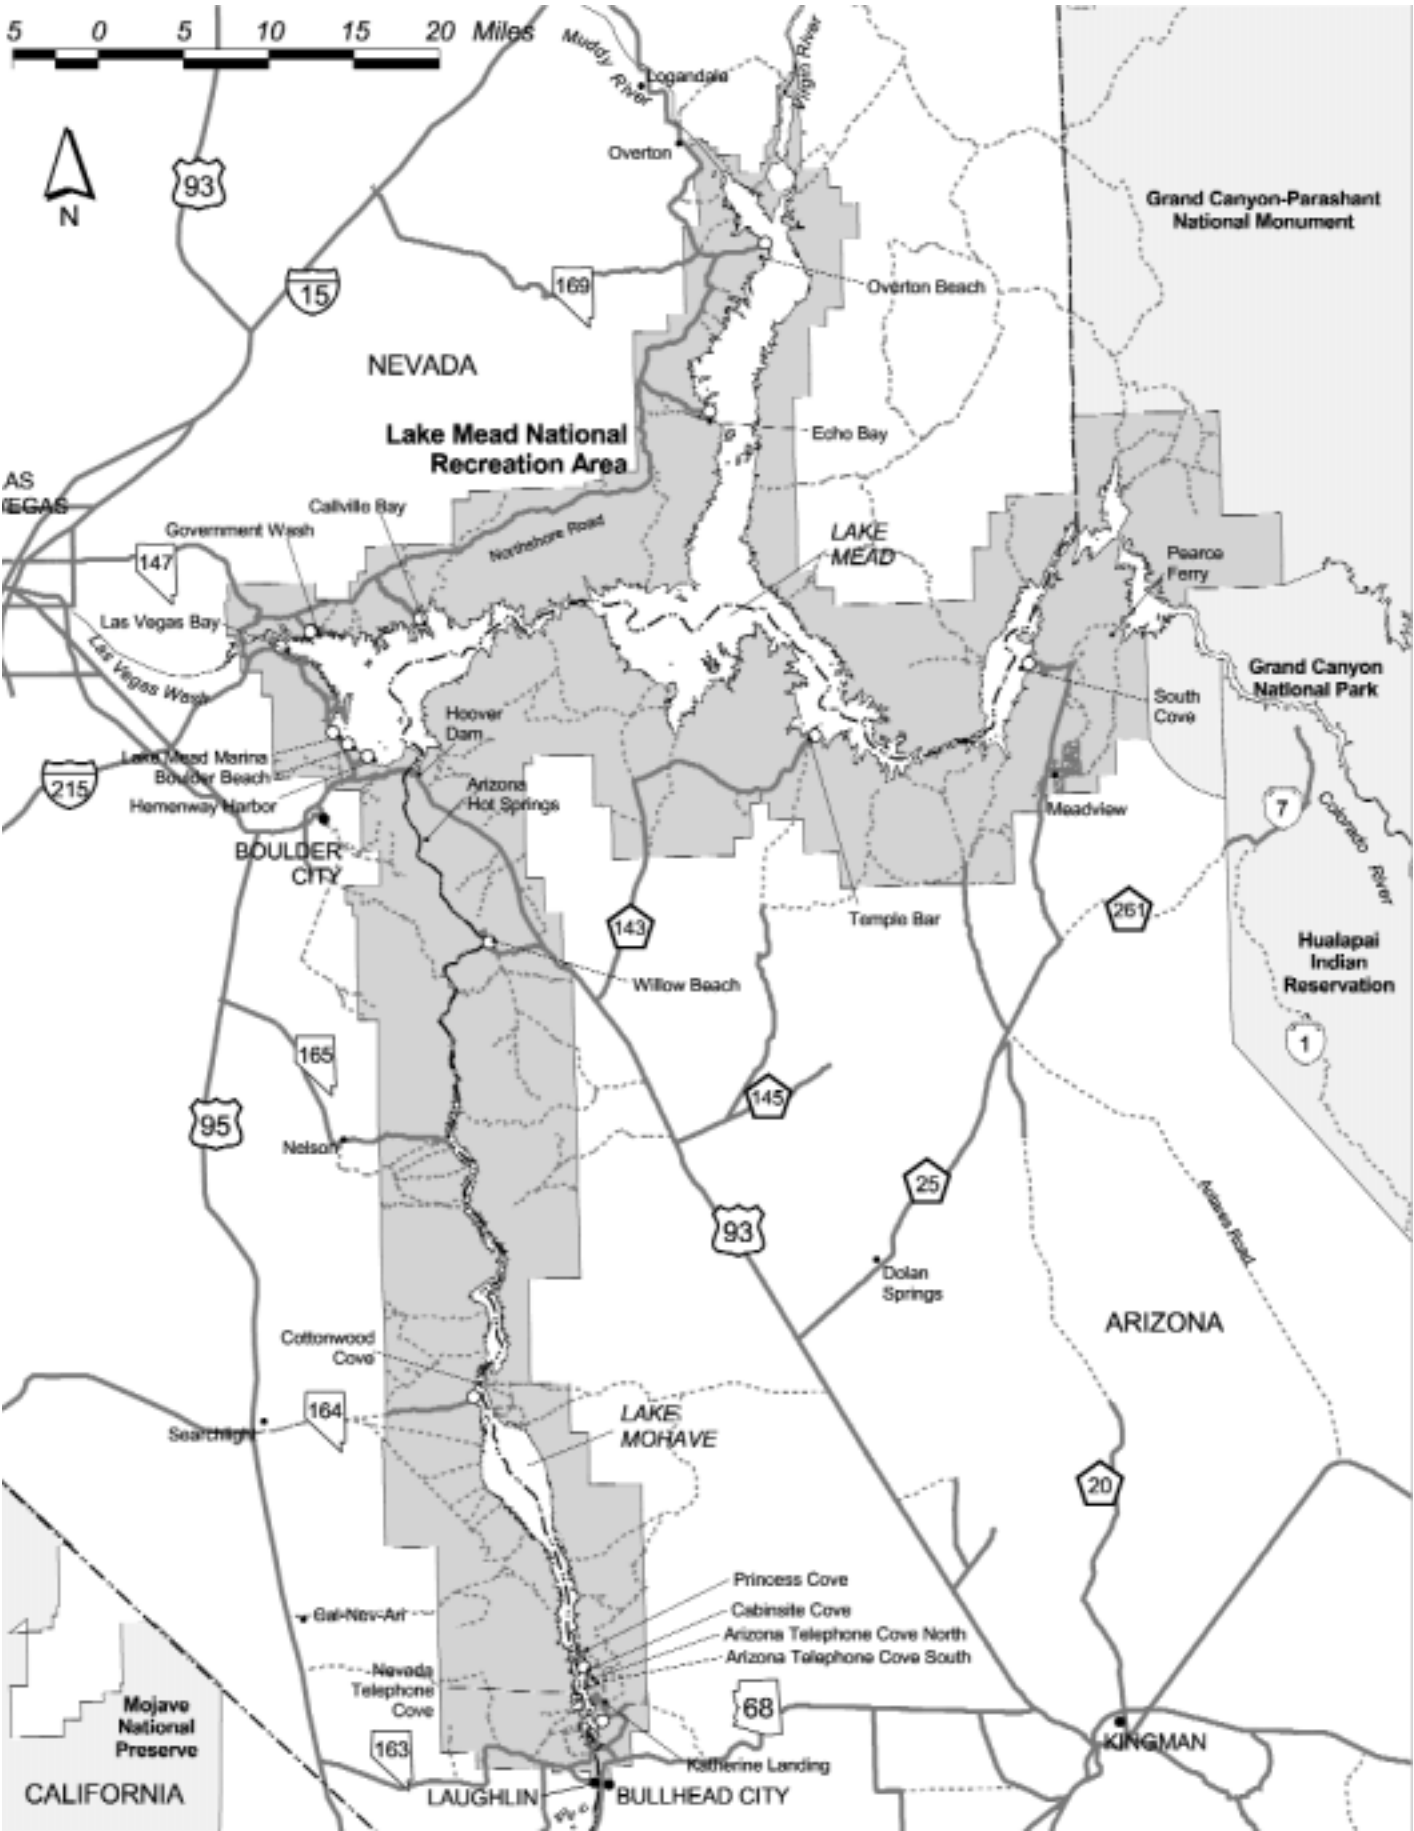 5 0 5 10 15 20 Miles
Muddy River
Virgin River
Logandale
Overton
93
N
15
169
Grand Canyon-Parashant
National Monument
Overton Beach
NEVADA
Lake Mead National
Recreation Area
Echo Bay
AS
EGAS
Callville Bay
Government Wash
Northshore Road
LAKE
MEAD
147
Pearce
Ferry
Las Vegas Bay
Las Vegas Wash
Grand Canyon
National Park
South
Cove
Hoover
Dam
Lake Mead Marina
Boulder Beach
Hemenway Harbor
215
Arizona
Hot Springs
Meadview
7
Colorado River
BOULDER
CITY
143
Temple Bar
261
Hualapai
Indian
Reservation
Willow Beach
165
1
145
95
Nelson
25
93
Antares Road
Dolan
Springs
ARIZONA
Cottonwood
Cove
164
Searchlight
LAKE
MOHAVE
20
Princess Cove
Cabinsite Cove
Cal-Nev-Ari
Arizona Telephone Cove North
Arizona Telephone Cove South
Nevada
Telephone
Cove
Mojave
National
Preserve
68
163
KINGMAN
Katherine Landing
CALIFORNIA
LAUGHLIN
BULLHEAD CITY